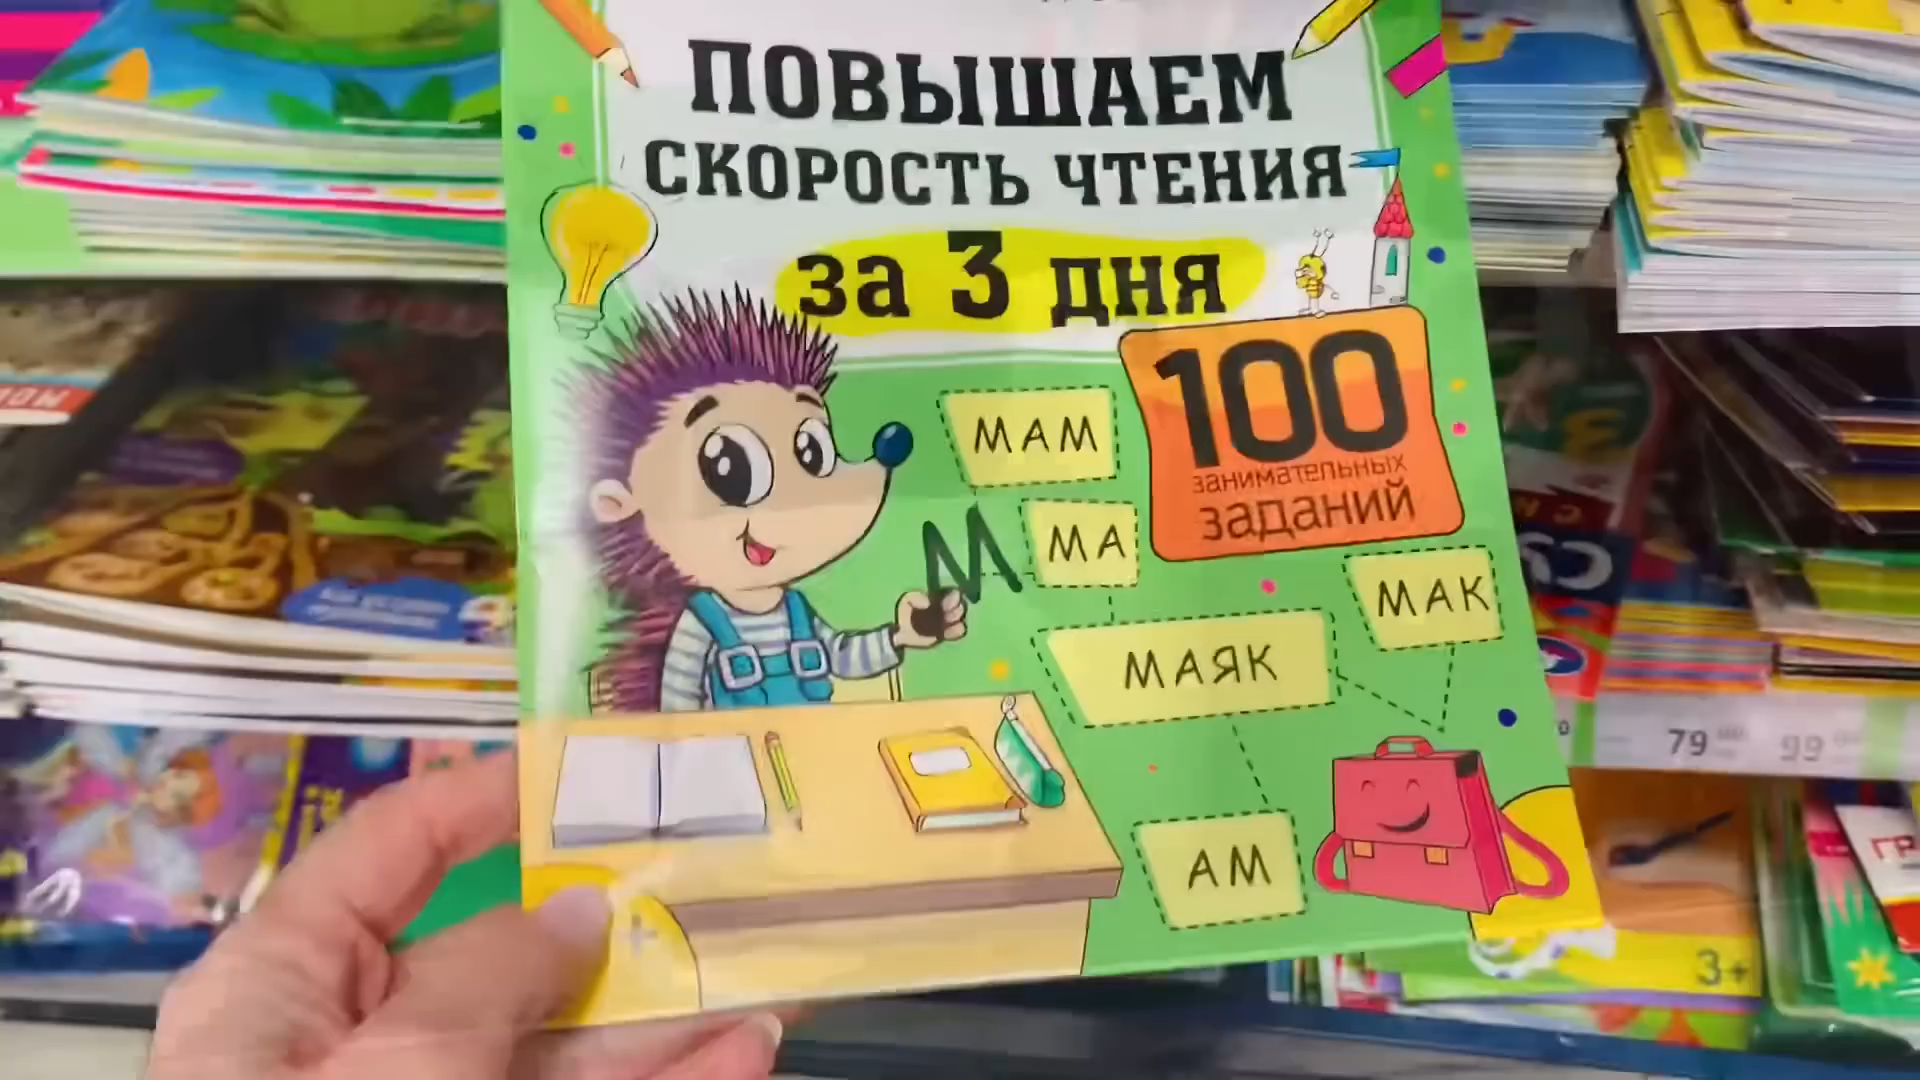 ПОВЫШАЕМ
СКОРОСТЬ ЧТЕНИЯ
за 3 дня
100
занимательных
заданий
МАМ
М
МА
МАК
МАЯК
АМ
79
99
3+